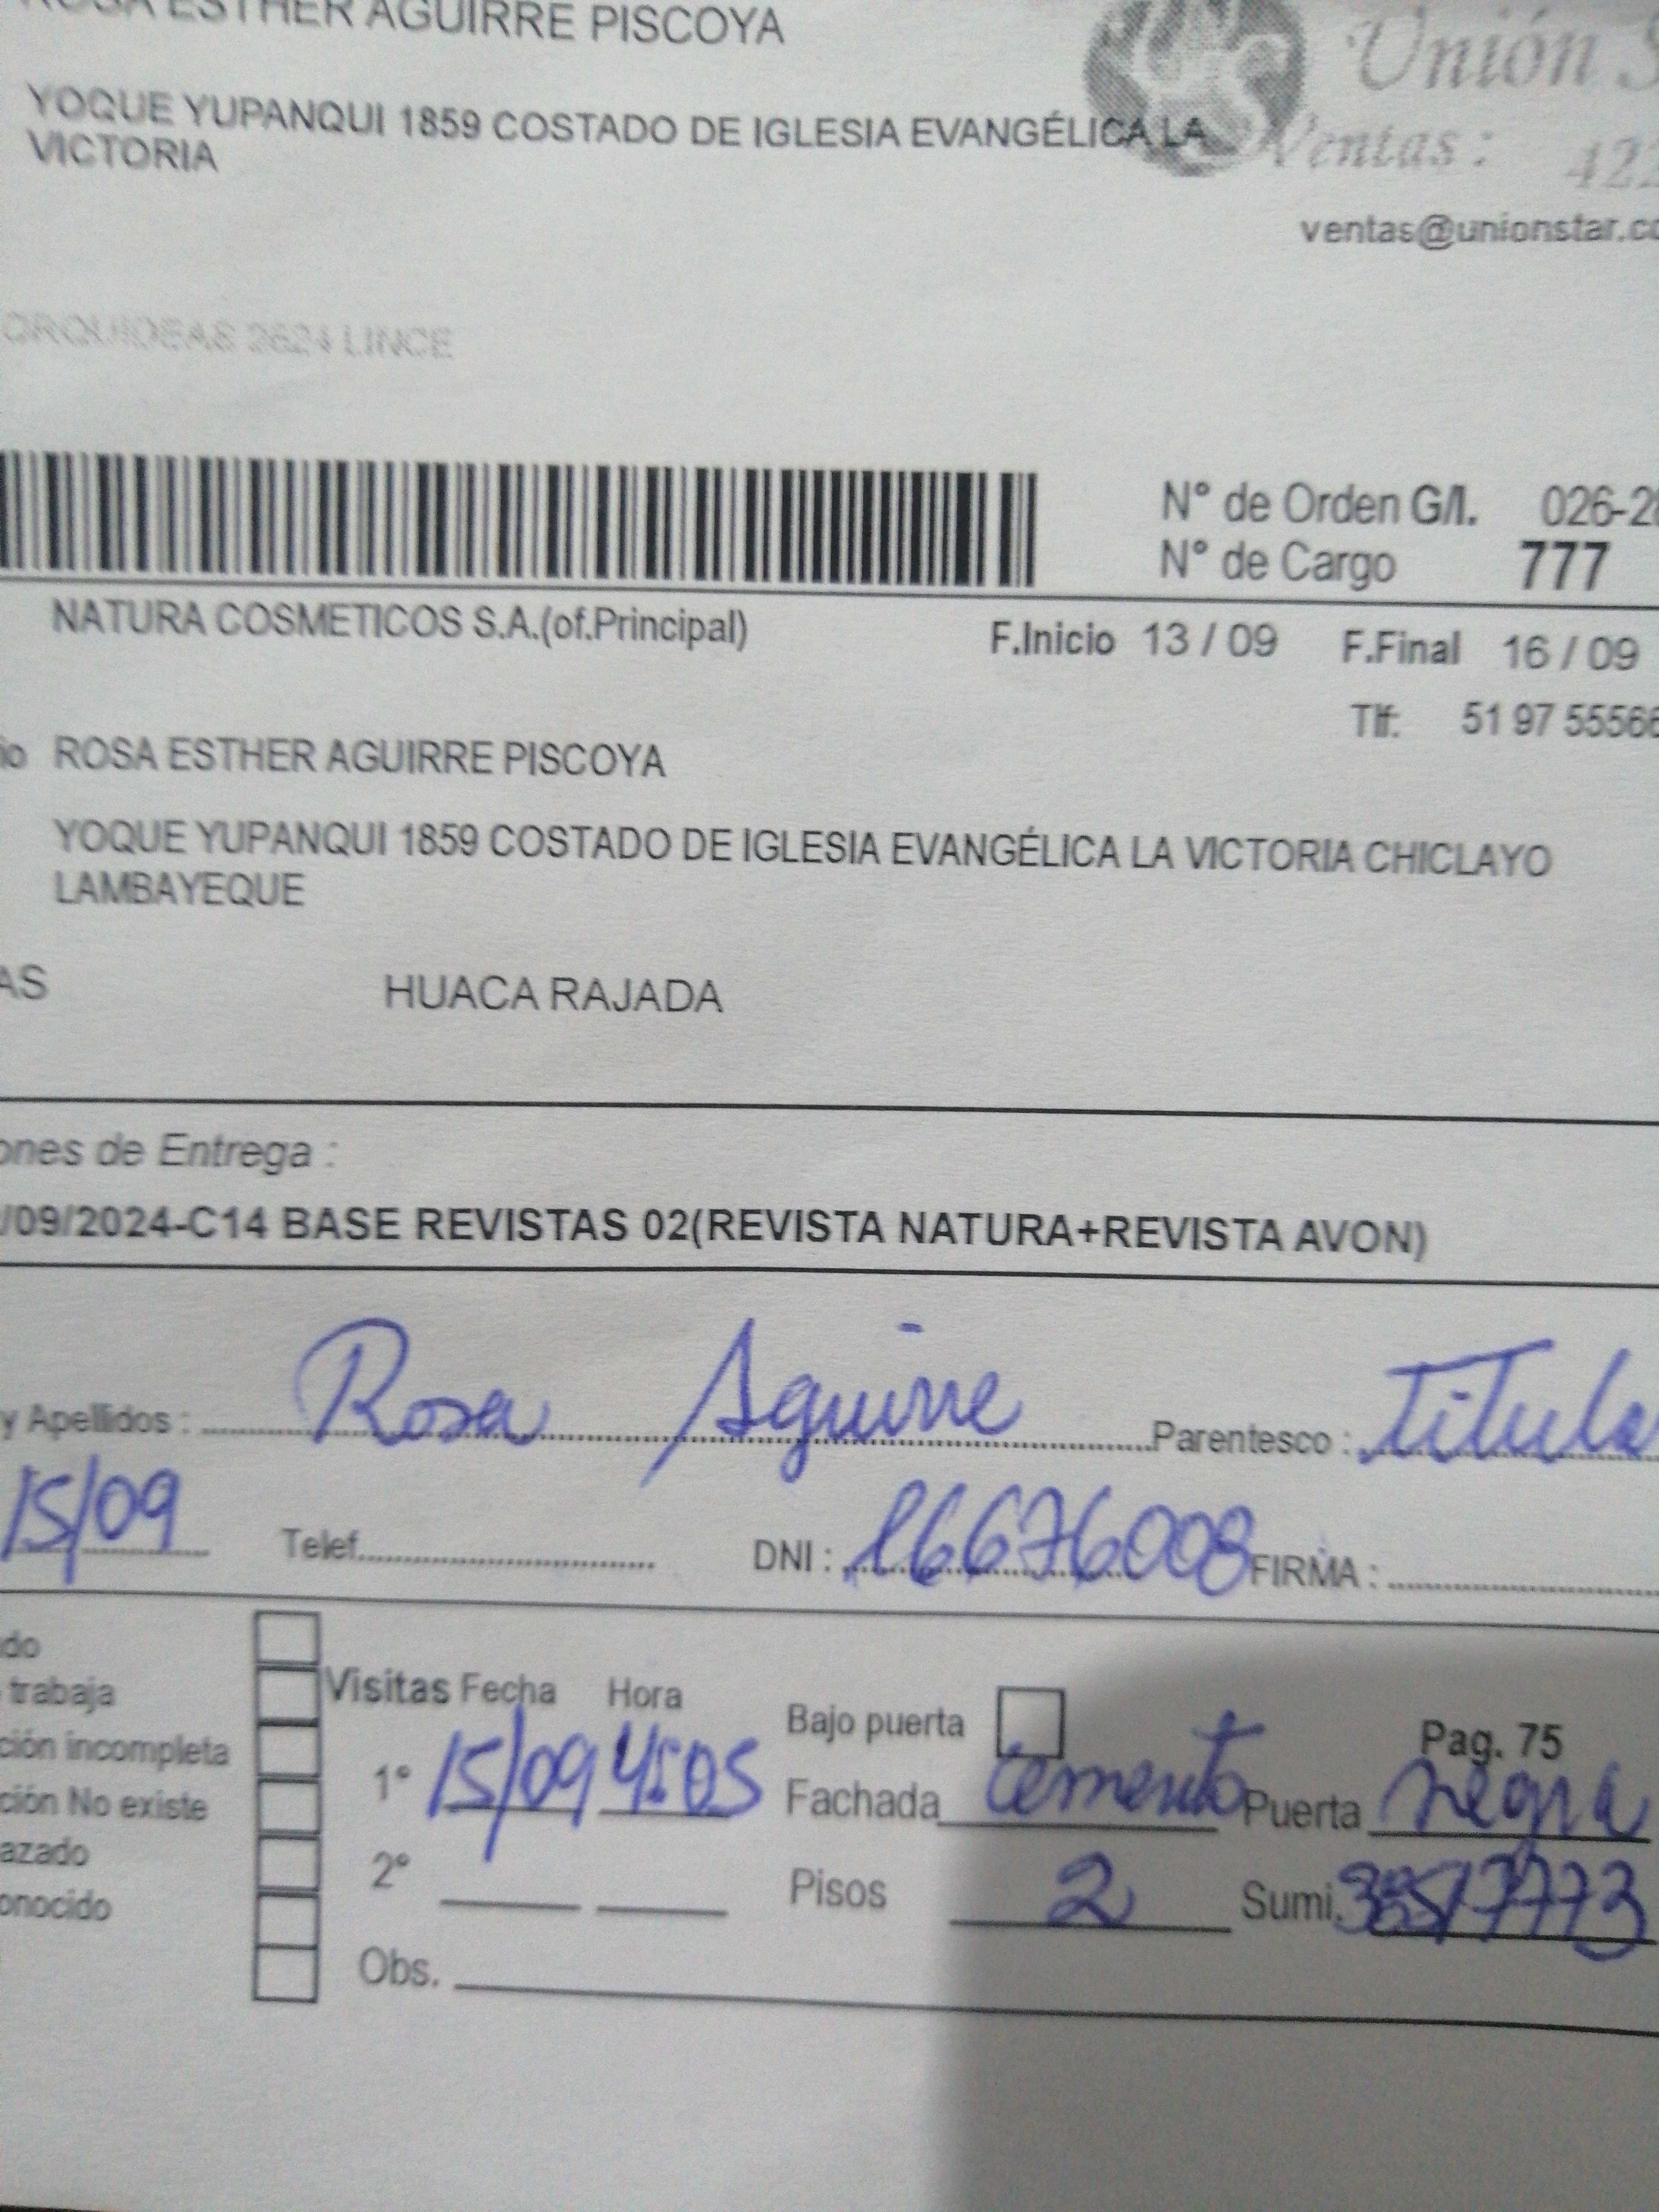 ROSA ESTHER AGUIRRE PISCOYA
Unión S
YOQUE YUPANQUI 1859 COSTADO DE IGLESIA EVANGÉLICA LA
VICTORIA
Ventas: 422
ventas@unionstar.co
ORQUIDEAS 2624 LINCE
N° de Orden G/I. 026-2
N° de Cargo 777
NATURA COSMETICOS S.A.(of.Principal) F.Inicio 13 / 09 F.Final 16 / 09
Tlf: 51 97 55566
io ROSA ESTHER AGUIRRE PISCOYA
YOQUE YUPANQUI 1859 COSTADO DE IGLESIA EVANGÉLICA LA VICTORIA CHICLAYO
LAMBAYEQUE
AS HUACA RAJADA
ones de Entrega :
/09/2024-C14 BASE REVISTAS 02(REVISTA NATURA+REVISTA AVON)
y Apellidos : Rosa Aguirre Parentesco : Titula
15/09 Telef. DNI : 16676008 FIRMA :
do
trabaja Visitas Fecha Hora Bajo puerta Pag. 75
ción incompleta
ción No existe 1° 15/09 4:05 Fachada Cemento Puerta negra
azado
onocido 2° Pisos 2 Sumi.
Obs.